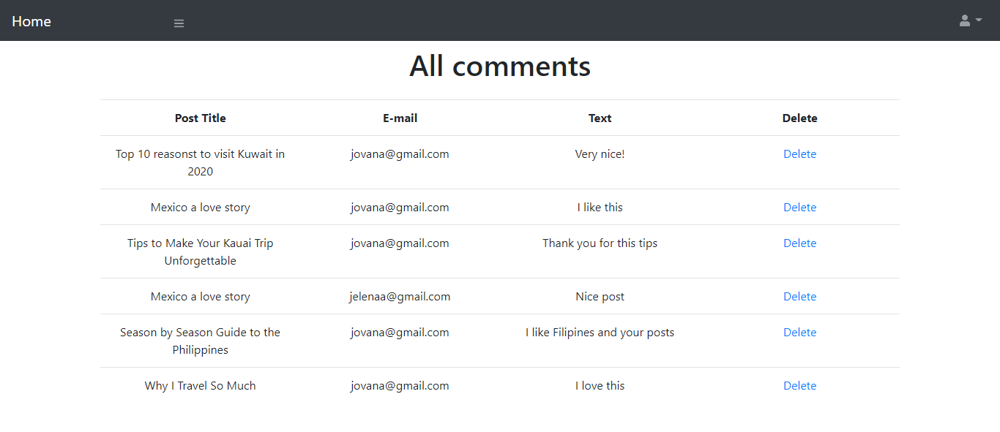 Home
All comments
Post Title E-mail Text Delete
Top 10 reasonst to visit Kuwait in jovana@gmail.com Very nice! Delete
2020
Mexico a love story jovana@gmail.com I like this Delete
Tips to Make Your Kauai Trip jovana@gmail.com Thank you for this tips Delete
Unforgettable
Mexico a love story jelenaa@gmail.com Nice post Delete
Season by Season Guide to the jovana@gmail.com I like Filipines and your posts Delete
Philippines
Why I Travel So Much jovana@gmail.com I love this Delete